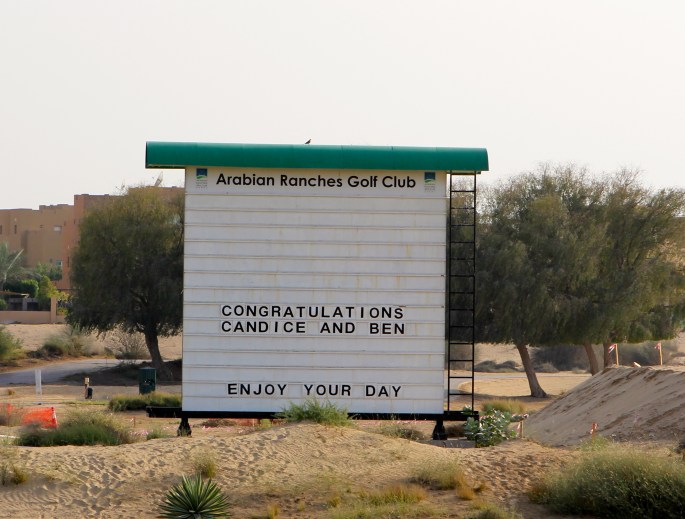 Arabian Ranches Golf Club
CONGRATULATIONS
CANDICE AND BEN
ENJOY YOUR DAY